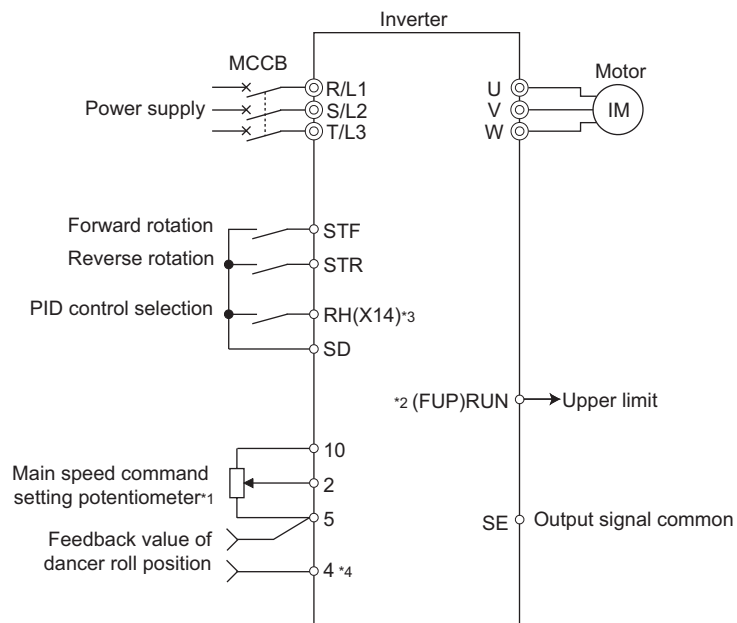 Inverter
MCCB
Power supply
R/L1
S/L2
T/L3
U
V
W
Motor
IM
Forward rotation
STF
Reverse rotation
STR
PID control selection
RH(X14)*3
SD
*2 (FUP)RUN
Upper limit
10
Main speed command
setting potentiometer*1
2
5
SE
Output signal common
Feedback value of
dancer roll position
4 *4